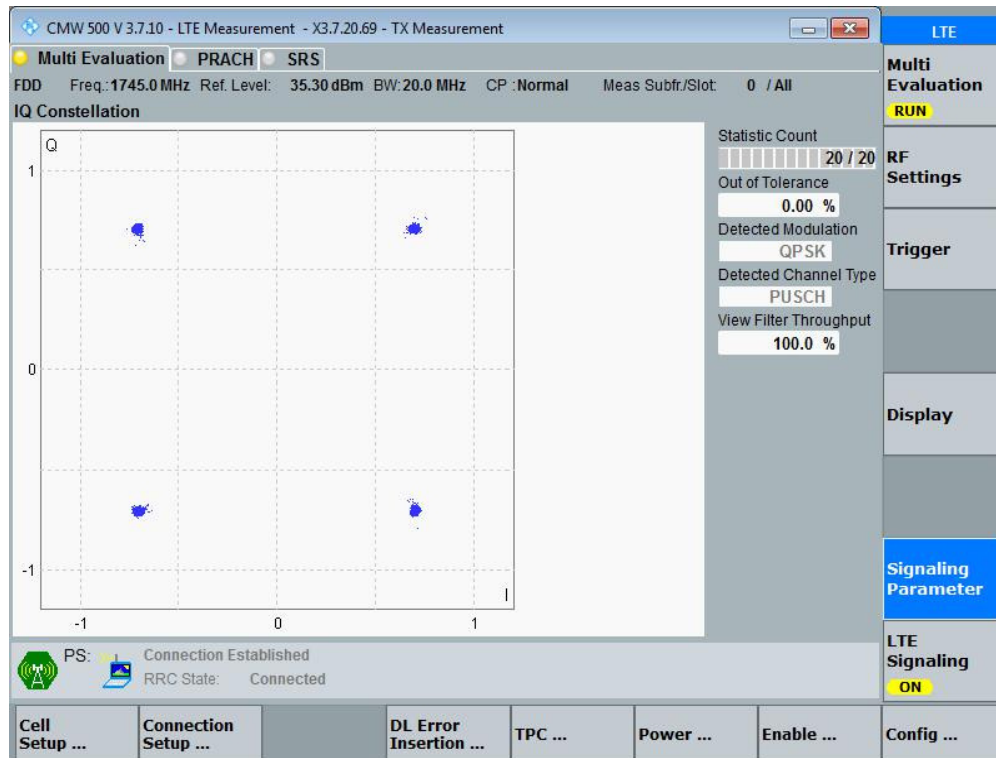 CMW 500 V 3.7.10 - LTE Measurement - X3.7.20.69 - TX Measurement
LTE
Multi Evaluation PRACH SRS
FDD Freq.:1745.0 MHz Ref. Level: 35.30 dBm BW:20.0 MHz CP :Normal Meas Subfr./Slot: 0 / All
IQ Constellation
Q
1
0
-1
I
-1 0 1
Statistic Count
20 / 20
Out of Tolerance
0.00 %
Detected Modulation
QPSK
Detected Channel Type
PUSCH
View Filter Throughput
100.0 %
Multi
Evaluation
RUN
RF
Settings
Trigger
Display
Signaling
Parameter
LTE
Signaling
ON
PS: Connection Established
RRC State: Connected
Cell
Setup ...
Connection
Setup ...
DL Error
Insertion ...
TPC ...
Power ...
Enable ...
Config ...